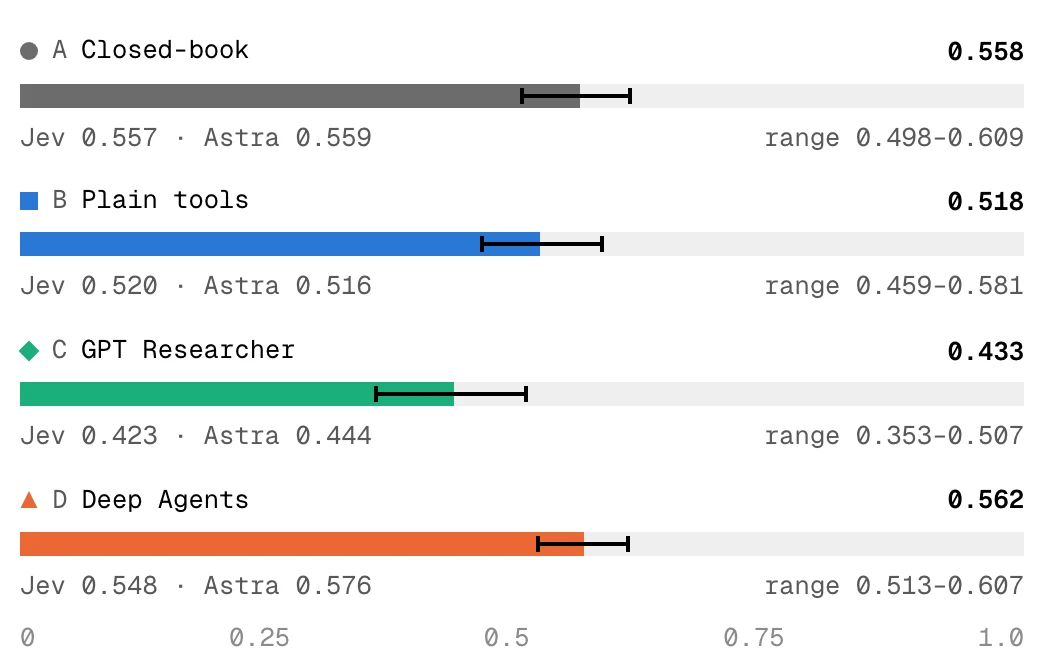 A Closed-book 0.558
Jev 0.557 · Astra 0.559 range 0.498–0.609
B Plain tools 0.518
Jev 0.520 · Astra 0.516 range 0.459–0.581
C GPT Researcher 0.433
Jev 0.423 · Astra 0.444 range 0.353–0.507
D Deep Agents 0.562
Jev 0.548 · Astra 0.576 range 0.513–0.607
0 0.25 0.5 0.75 1.0